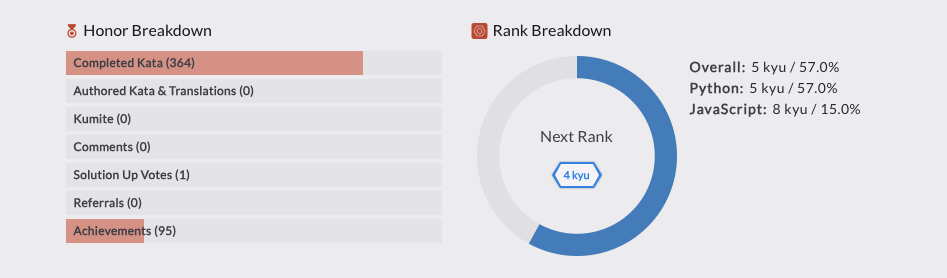 Honor Breakdown
Completed Kata (364)
Authored Kata & Translations (0)
Kumite (0)
Comments (0)
Solution Up Votes (1)
Referrals (0)
Achievements (95)
Rank Breakdown
Next Rank
4 kyu
Overall: 5 kyu / 57.0%
Python: 5 kyu / 57.0%
JavaScript: 8 kyu / 15.0%